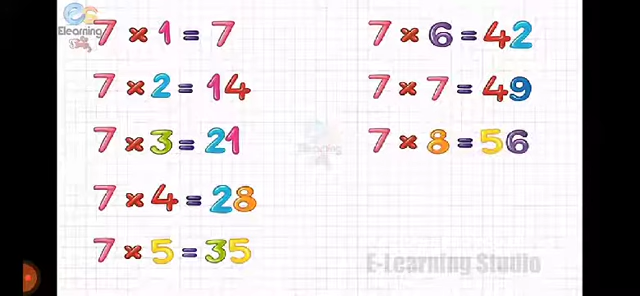 Elearning
7 × 1 = 7
7 × 2 = 14
7 × 3 = 21
7 × 4 = 28
7 × 5 = 35
7 × 6 = 42
7 × 7 = 49
7 × 8 = 56
Elearning
E-Learning Studio